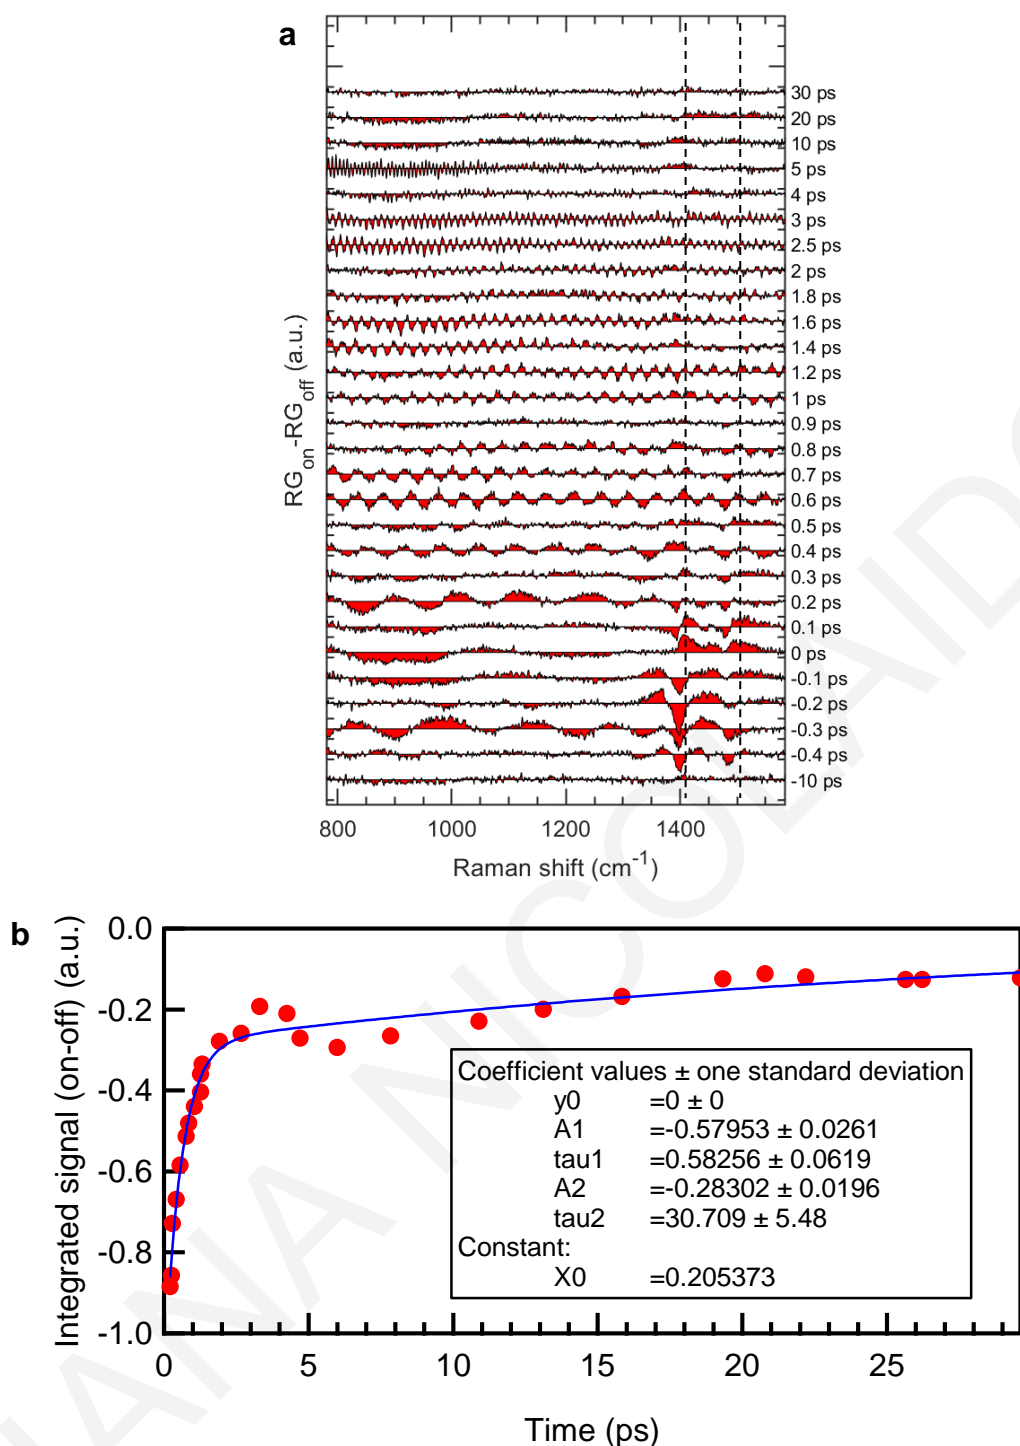 a
30 ps
20 ps
10 ps
5 ps
4 ps
3 ps
2.5 ps
2 ps
1.8 ps
1.6 ps
1.4 ps
1.2 ps
1 ps
0.9 ps
0.8 ps
0.7 ps
0.6 ps
0.5 ps
0.4 ps
0.3 ps
0.2 ps
0.1 ps
0 ps
-0.1 ps
-0.2 ps
-0.3 ps
-0.4 ps
-10 ps
RG_on-RG_off (a.u.)
800 1000 1200 1400
Raman shift (cm⁻¹)
b
Integrated signal (on-off) (a.u.)
0.0
-0.2
-0.4
-0.6
-0.8
-1.0
Coefficient values ± one standard deviation
y0 =0 ± 0
A1 =-0.57953 ± 0.0261
tau1 =0.58256 ± 0.0619
A2 =-0.28302 ± 0.0196
tau2 =30.709 ± 5.48
Constant:
X0 =0.205373
0 5 10 15 20 25
Time (ps)